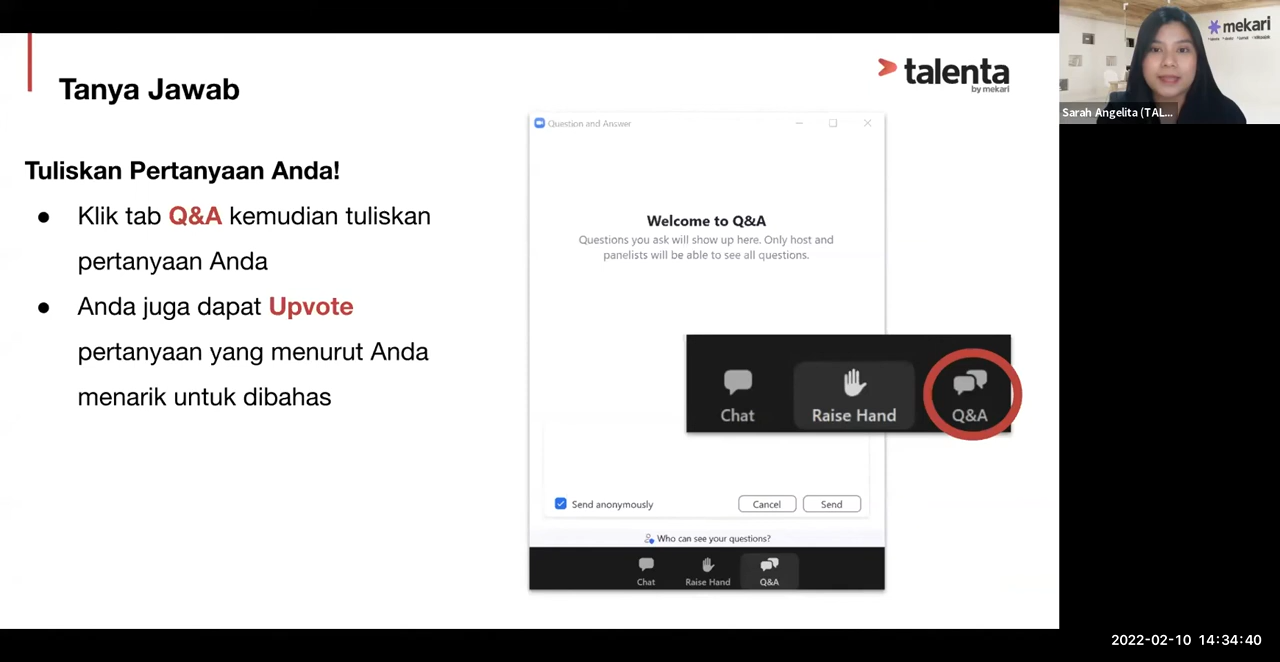 Tanya Jawab
talenta
by mekari
Tuliskan Pertanyaan Anda!
● Klik tab Q&A kemudian tuliskan
pertanyaan Anda
● Anda juga dapat Upvote
pertanyaan yang menurut Anda
menarik untuk dibahas
Question and Answer
Welcome to Q&A
Questions you ask will show up here. Only host and
panelists will be able to see all questions.
Chat
Raise Hand
Q&A
Send anonymously
Cancel
Send
Who can see your questions?
Chat
Raise Hand
Q&A
mekari
Sarah Angelita (TAL...
2022-02-10 14:34:40